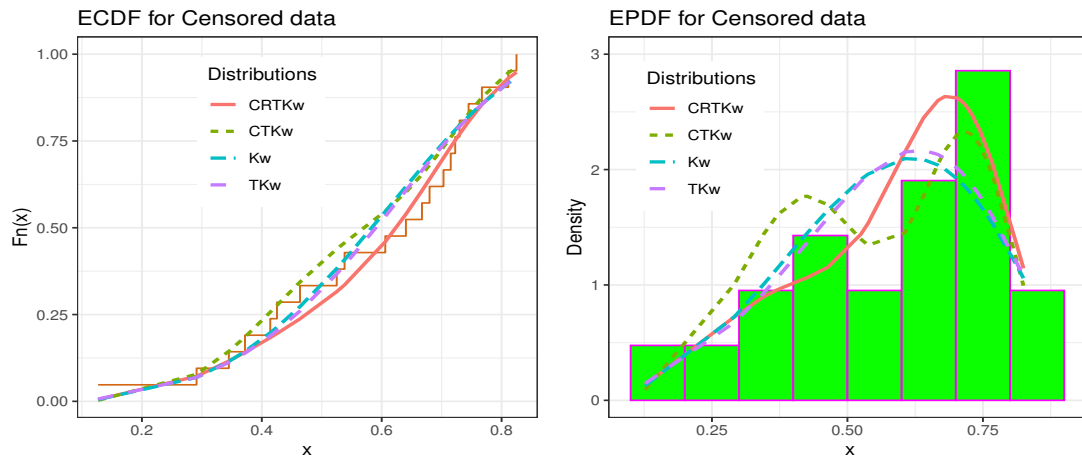 ECDF for Censored data
Fn(x)
1.00
0.75
0.50
0.25
0.00
Distributions
CRTKw
CTKw
Kw
TKw
0.2
0.4
0.6
0.8
x
EPDF for Censored data
Density
3
2
1
0
Distributions
CRTKw
CTKw
Kw
TKw
0.25
0.50
0.75
x